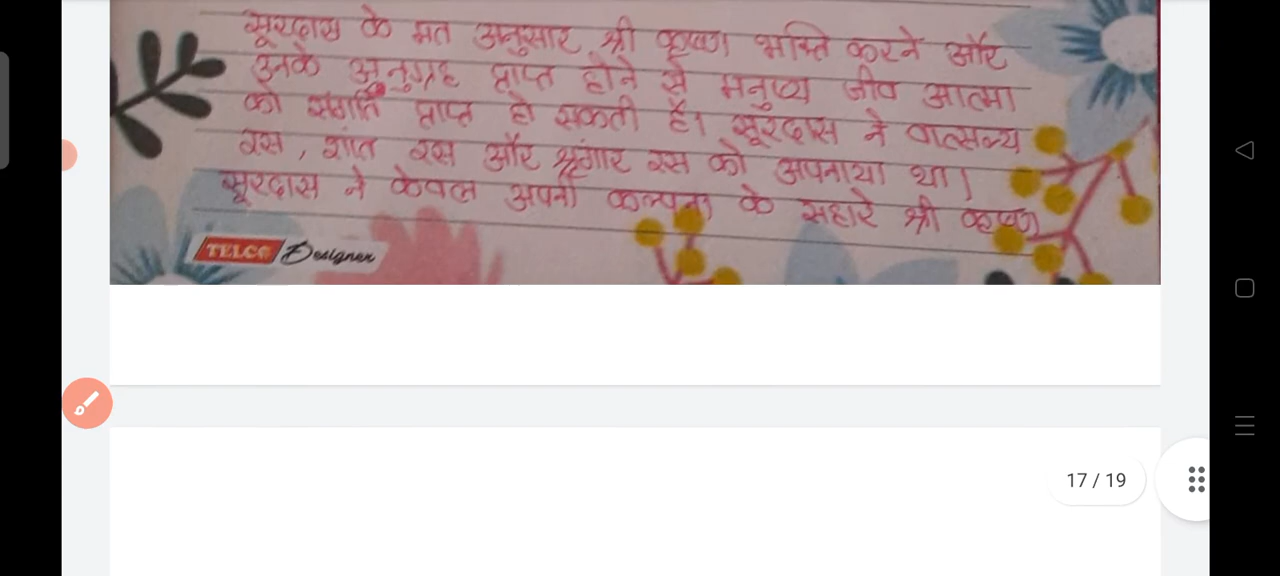 सूरदास के मत अनुसार श्री कृष्ण भक्ति करने और
उनके अनुग्रह प्राप्त होने से मनुष्य जीव आत्मा
को सद्गति प्राप्त हो सकती है। सूरदास ने वात्सल्य
रस, शांत रस और श्रृंगार रस को अपनाया था।
सूरदास ने केवल अपनी कल्पना के सहारे श्री कृष्ण
TELCO Designer
17 / 19